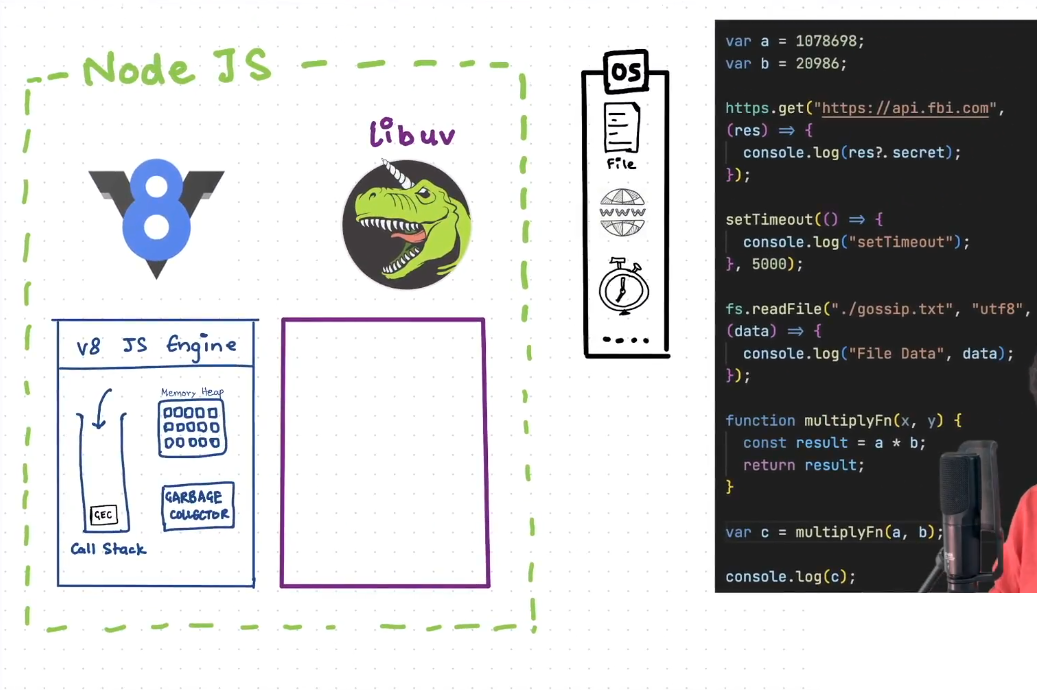 Node JS
libuv
8
V8 JS Engine
Memory Heap
GEC
GARBAGE
COLLECTOR
Call Stack
OS
File
WWW
var a = 1078698;
var b = 20986;
https.get("https://api.fbi.com",
(res) => {
console.log(res?.secret);
});
setTimeout(() => {
console.log("setTimeout");
}, 5000);
fs.readFile("./gossip.txt", "utf8",
(data) => {
console.log("File Data", data);
});
function multiplyFn(x, y) {
const result = a * b;
return result;
}
var c = multiplyFn(a, b);
console.log(c);